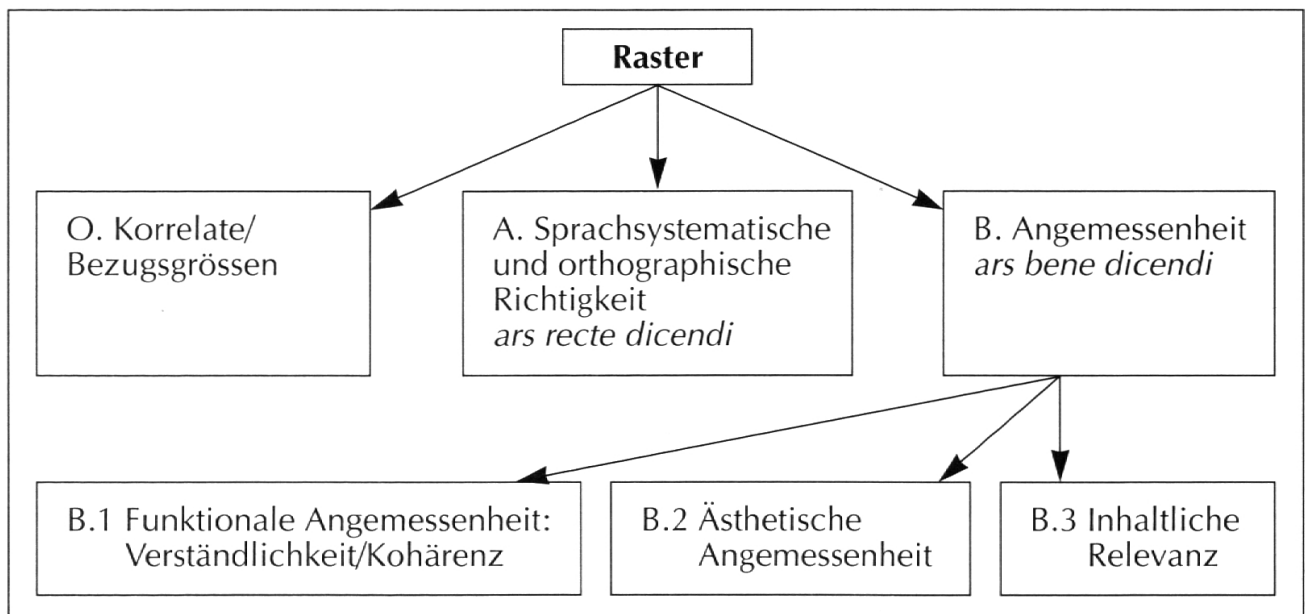 Raster
O. Korrelate/
Bezugsgrössen
A. Sprachsystematische
und orthographische
Richtigkeit
ars recte dicendi
B. Angemessenheit
ars bene dicendi
B.1 Funktionale Angemessenheit:
Verständlichkeit/Kohärenz
B.2 Ästhetische
Angemessenheit
B.3 Inhaltliche
Relevanz